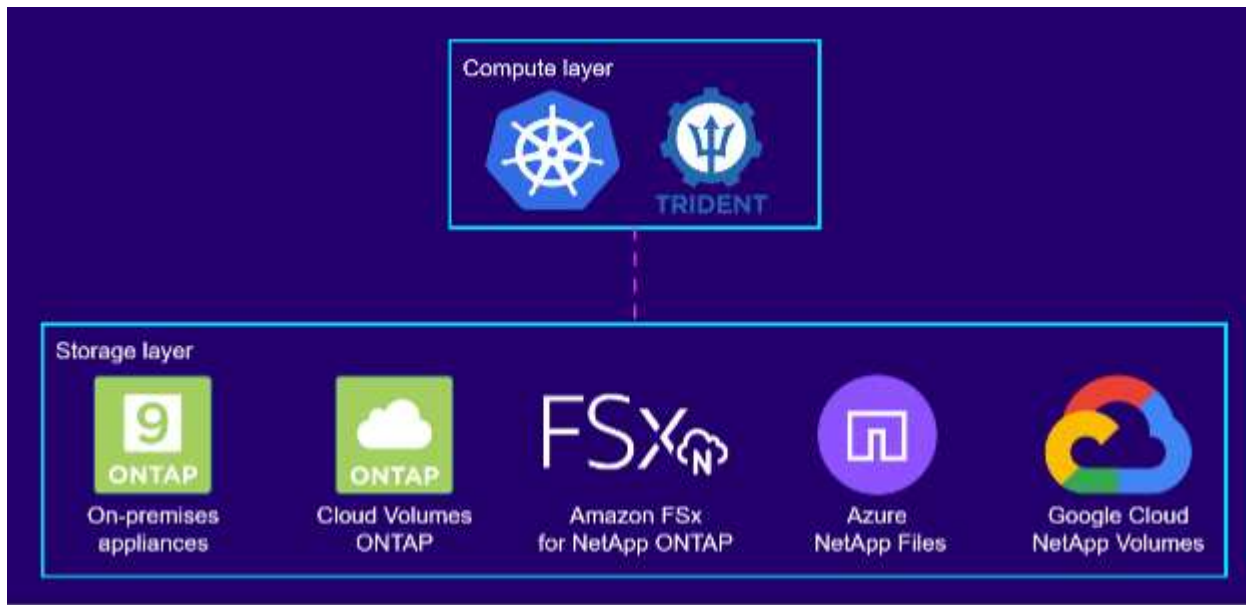 Compute layer
TRIDENT
Storage layer
9
ONTAP
On-premises
appliances
ONTAP
Cloud Volumes
ONTAP
FSx
N
Amazon FSx
for NetApp ONTAP
Azure
NetApp Files
Google Cloud
NetApp Volumes